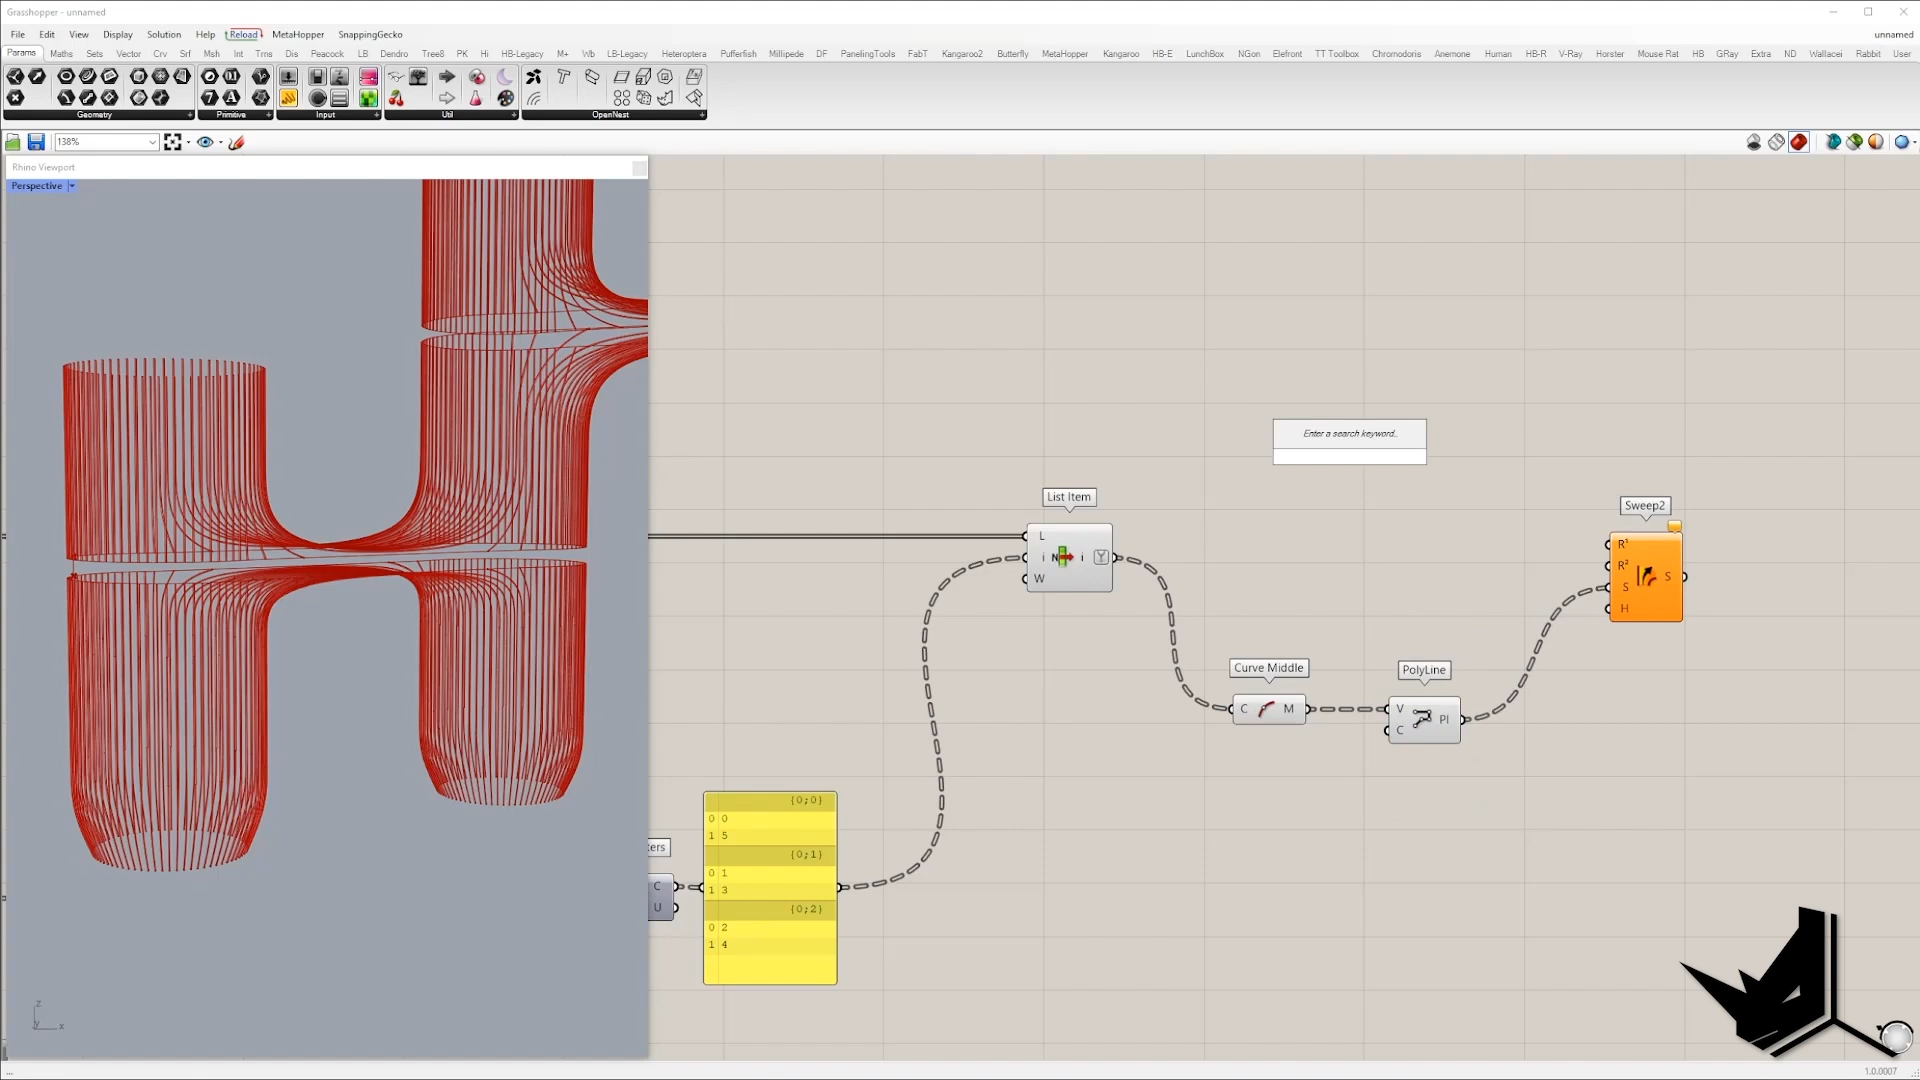 Grasshopper - unnamed
File Edit View Display Solution Help Reload MetaHopper SnappingGecko
unnamed
Params Maths Sets Vector Crv Srf Msh Int Trns Dis Peacock LB Dendro Tree8 PK Hi HB-Legacy M+ Wb LB-Legacy Heteroptera Pufferfish Millipede DF PanelingTools FabT Kangaroo2 Butterfly MetaHopper Kangaroo HB-E LunchBox NGon Elefront TT Toolbox Chromodoris Anemone Human HB-R V-Ray Horster Mouse Rat HB GRay Extra ND Wallacei Rabbit User
Geometry Primitive Input Util OpenNest
138%
Rhino Viewport
Perspective
Enter a search keyword..
List Item
L
i N i
W
Sweep2
R¹
R²
S S
H
Curve Middle
C M
PolyLine
V
C Pl
ters
C
U
{0;0}
0 0
1 5
{0;1}
0 1
1 3
{0;2}
0 2
1 4
z
y x
...
1.0.0007